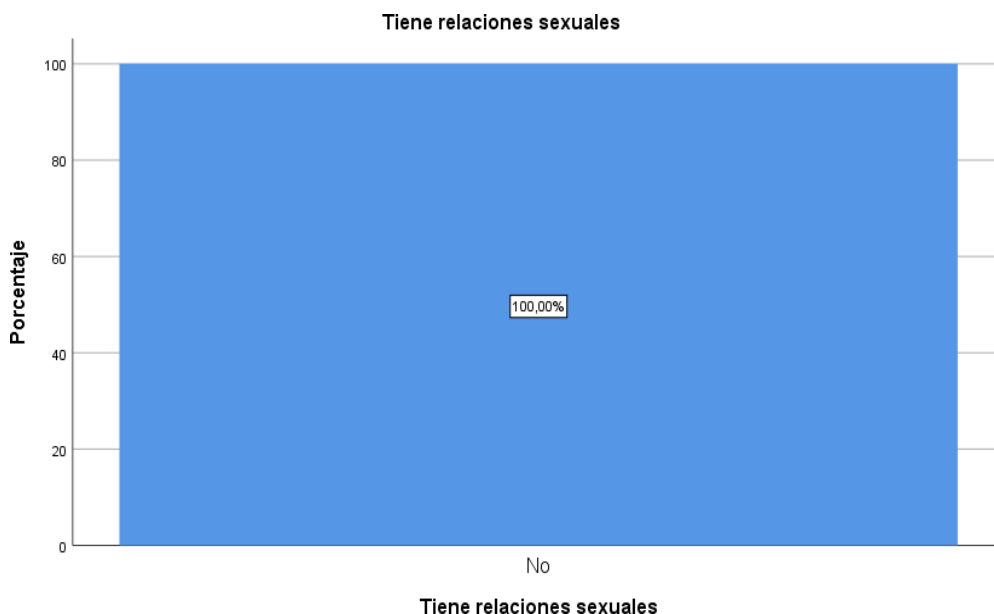 Tiene relaciones sexuales
100
80
60
40
20
0
Porcentaje
100,00%
No
Tiene relaciones sexuales